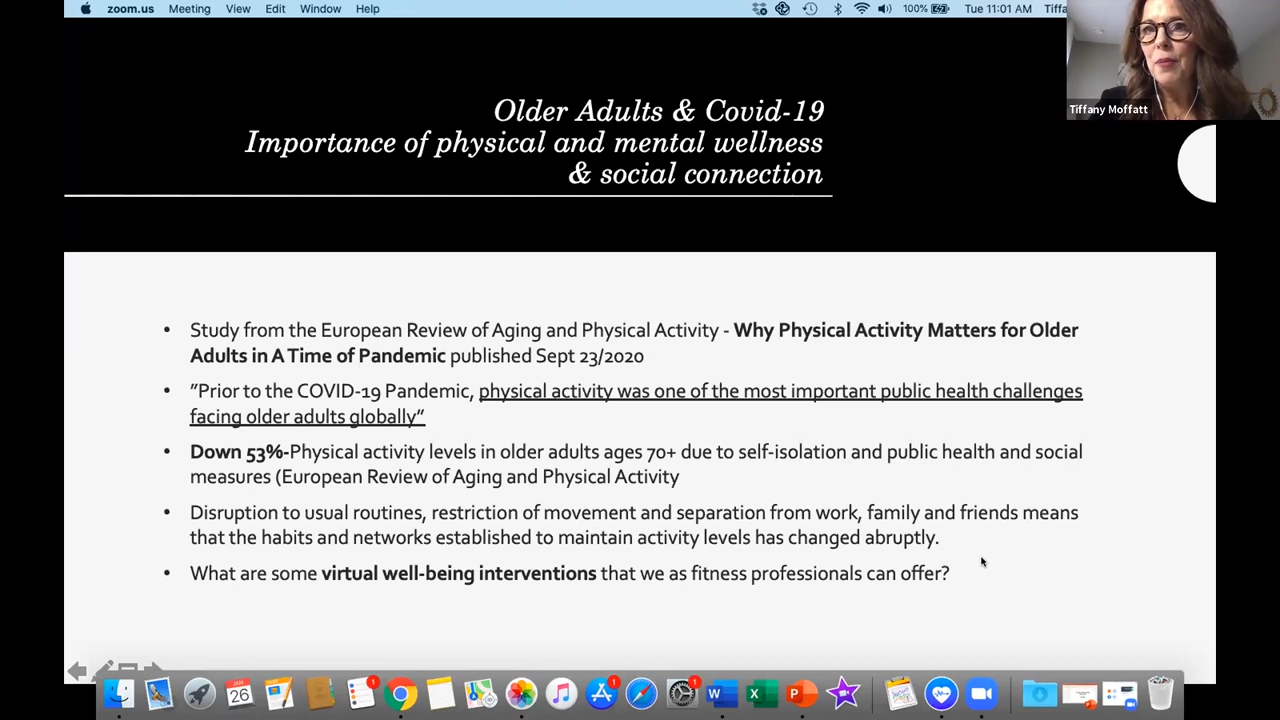 zoom.us Meeting View Edit Window Help 100% Tue 11:01 AM Tiffa
Tiffany Moffatt
Older Adults & Covid-19
Importance of physical and mental wellness
& social connection
• Study from the European Review of Aging and Physical Activity - Why Physical Activity Matters for Older
Adults in A Time of Pandemic published Sept 23/2020
• ”Prior to the COVID-19 Pandemic, physical activity was one of the most important public health challenges
facing older adults globally”
• Down 53%-Physical activity levels in older adults ages 70+ due to self-isolation and public health and social
measures (European Review of Aging and Physical Activity
• Disruption to usual routines, restriction of movement and separation from work, family and friends means
that the habits and networks established to maintain activity levels has changed abruptly.
• What are some virtual well-being interventions that we as fitness professionals can offer?
JAN
26
1
1
1
W
X
P